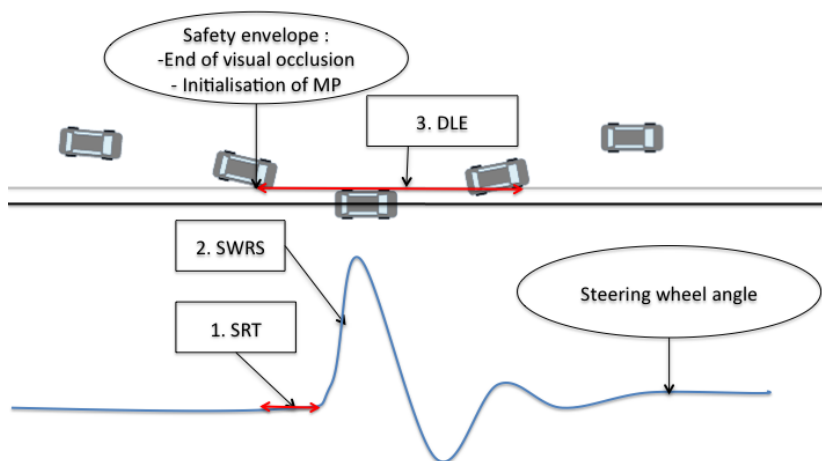 Safety envelope :
-End of visual occlusion
- Initialisation of MP
3. DLE
2. SWRS
Steering wheel angle
1. SRT